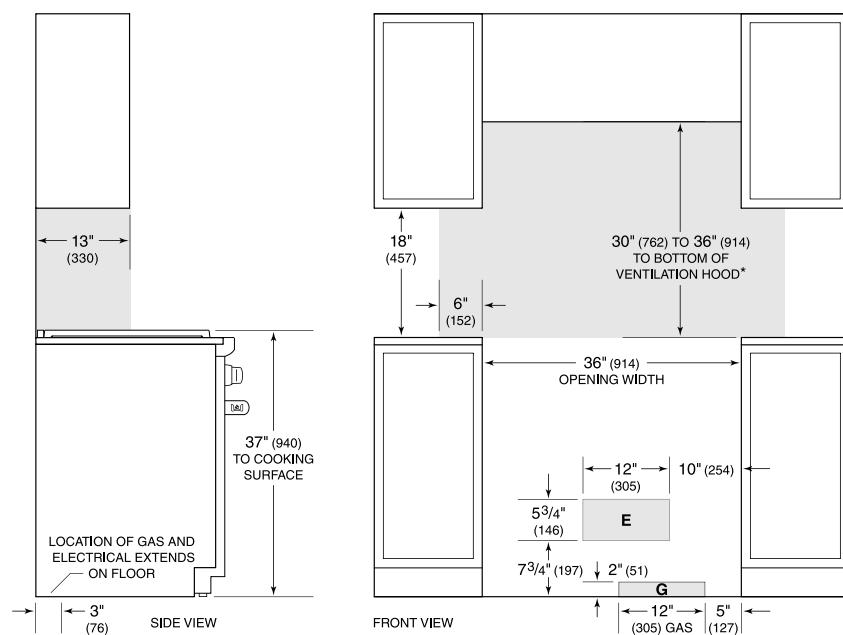 13"
(330)
18"
(457)
30" (762) TO 36" (914)
TO BOTTOM OF
VENTILATION HOOD*
6"
(152)
36" (914)
OPENING WIDTH
37" (940)
TO COOKING
SURFACE
12"
(305)
10" (254)
5 3/4"
(146)
E
LOCATION OF GAS AND
ELECTRICAL EXTENDS
ON FLOOR
7 3/4" (197)
2" (51)
G
3"
(76)
SIDE VIEW
FRONT VIEW
12"
(305) GAS
5"
(127)